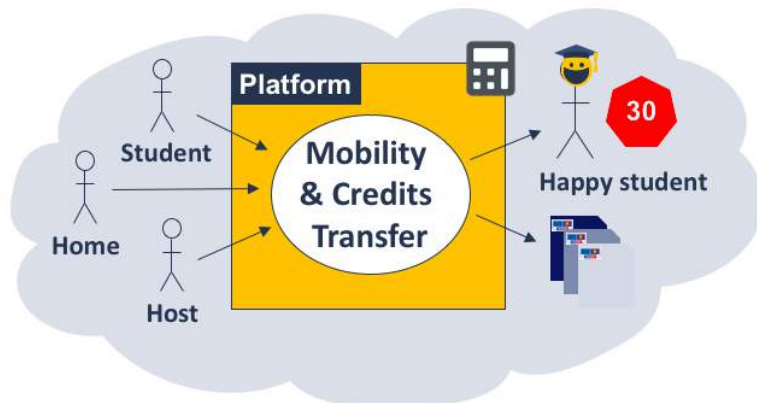 Platform
30
Student
Mobility
& Credits
Transfer
Happy student
Home
Host